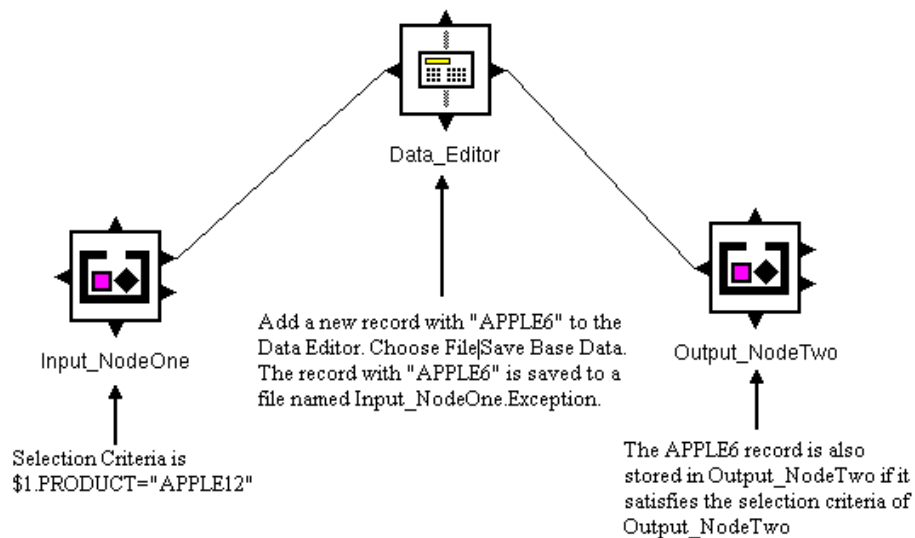 Data_Editor
Input_NodeOne
Output_NodeTwo
Add a new record with "APPLE6" to the
Data Editor. Choose File|Save Base Data.
The record with "APPLE6" is saved to a
file named Input_NodeOne.Exception.
Selection Criteria is
$1.PRODUCT="APPLE12"
The APPLE6 record is also
stored in Output_NodeTwo if it
satisfies the selection criteria of
Output_NodeTwo